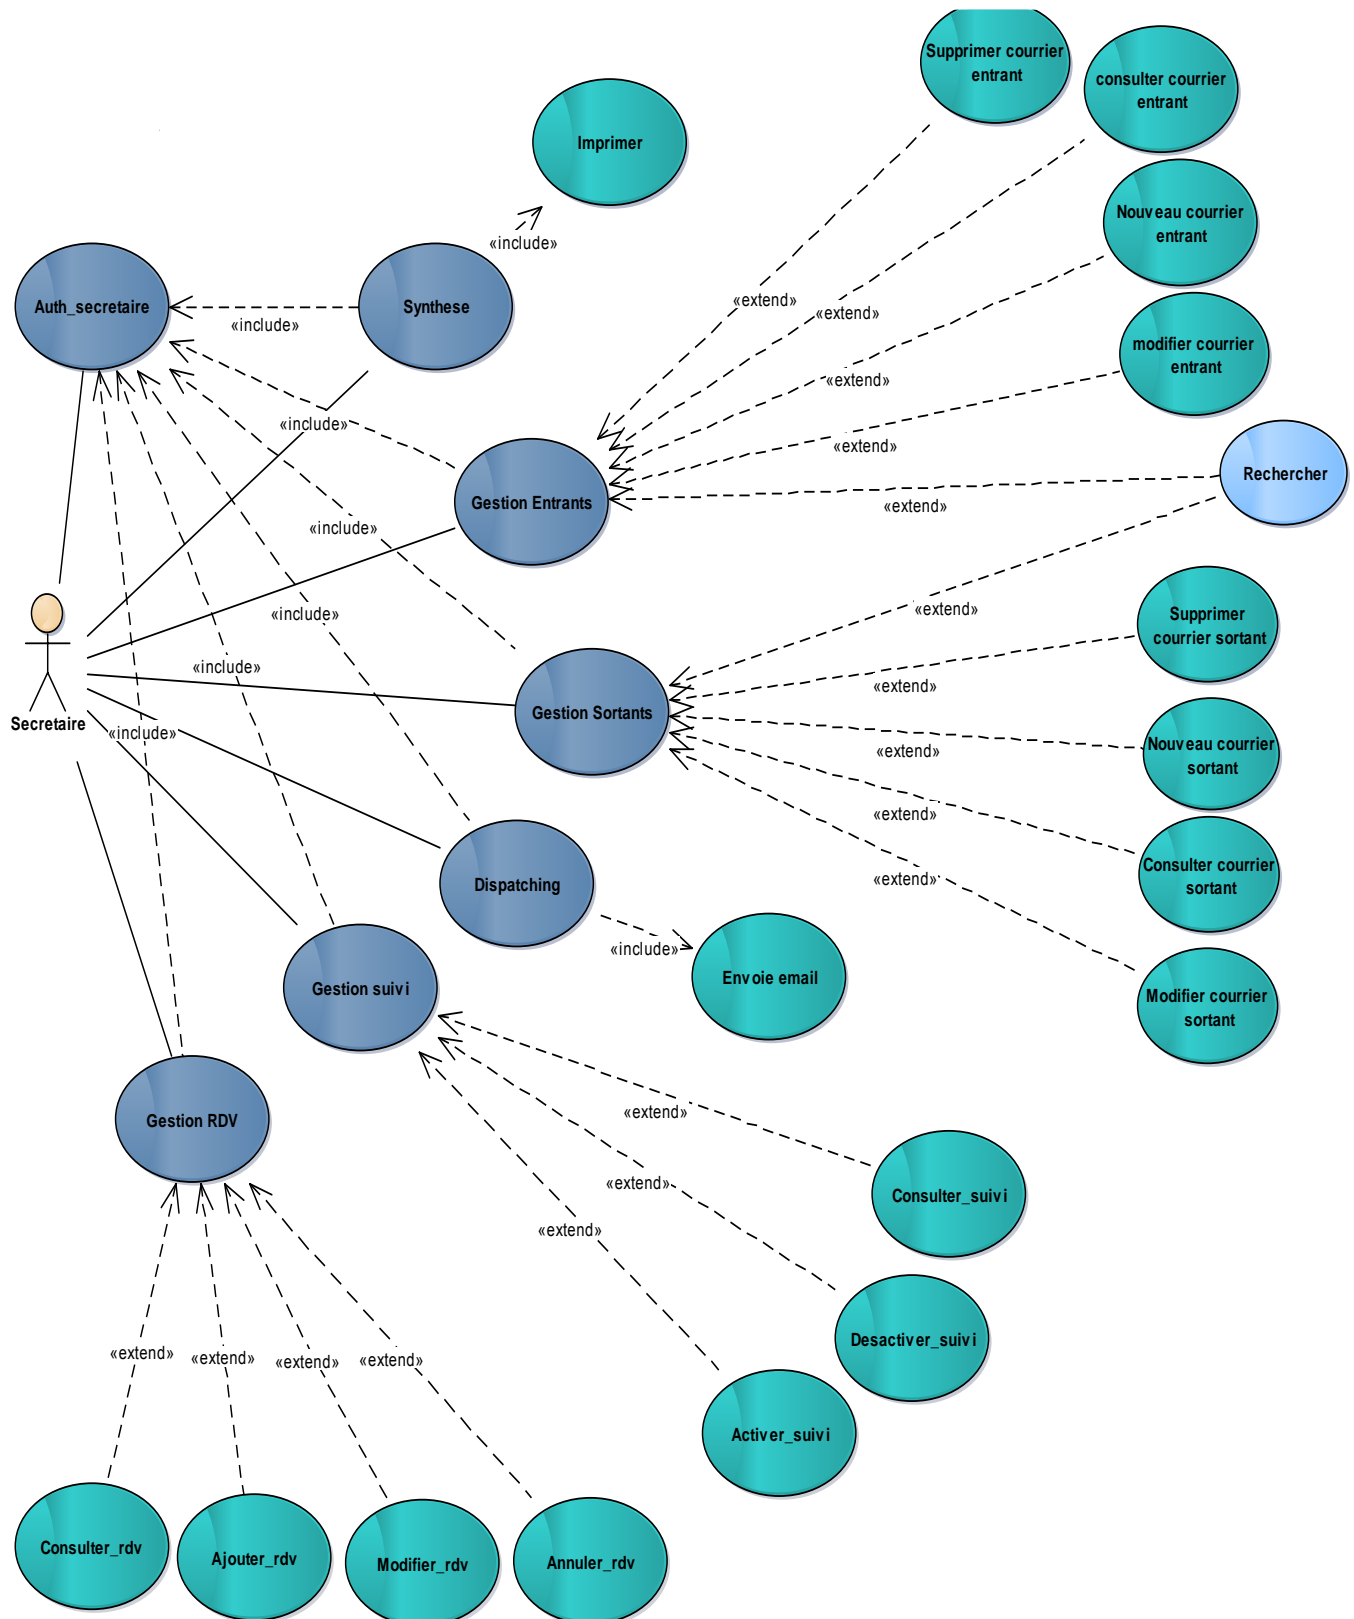 Supprimer courrier
entrant
consulter courrier
entrant
Imprimer
Nouveau courrier
entrant
«include»
Auth_secretaire
Synthese
«extend»
«extend»
«include»
modifier courrier
entrant
«extend»
«include»
«extend»
Rechercher
Gestion Entrants
«extend»
«include»
«include»
«extend»
Supprimer
courrier sortant
«include»
«extend»
Secretaire
Gestion Sortants
«include»
«extend»
Nouveau courrier
sortant
«extend»
Consulter courrier
sortant
«extend»
Dispatching
«include»
Envoie email
Gestion suivi
Modifier courrier
sortant
Gestion RDV
«extend»
«extend»
Consulter_suivi
«extend»
Desactiver_suivi
«extend»
«extend»
«extend»
«extend»
Activer_suivi
Consulter_rdv
Ajouter_rdv
Modifier_rdv
Annuler_rdv